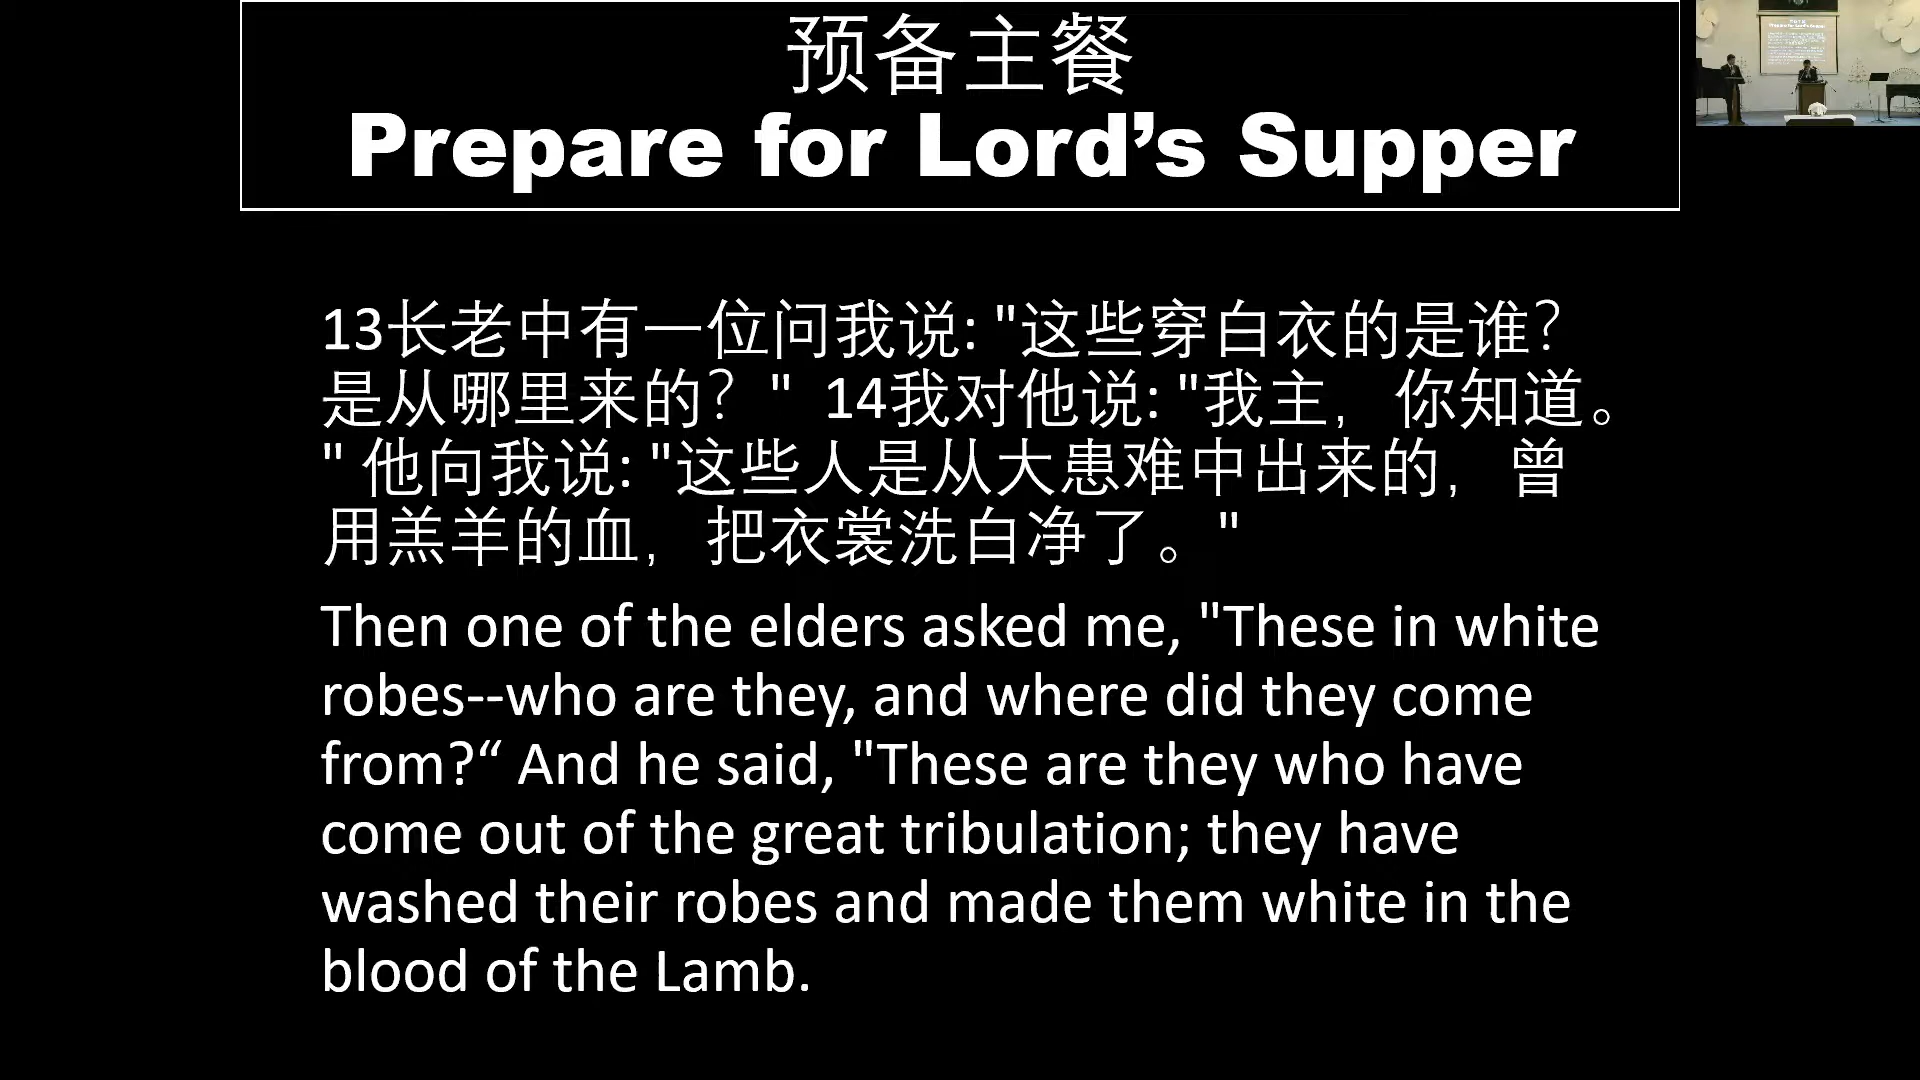 预备主餐
Prepare for Lord’s Supper
13长老中有一位问我说: "这些穿白衣的是谁？
是从哪里来的？" 14我对他说: "我主，你知道。
" 他向我说: "这些人是从大患难中出来的，曾
用羔羊的血，把衣裳洗白净了。"
Then one of the elders asked me, "These in white
robes--who are they, and where did they come
from?“ And he said, "These are they who have
come out of the great tribulation; they have
washed their robes and made them white in the
blood of the Lamb.